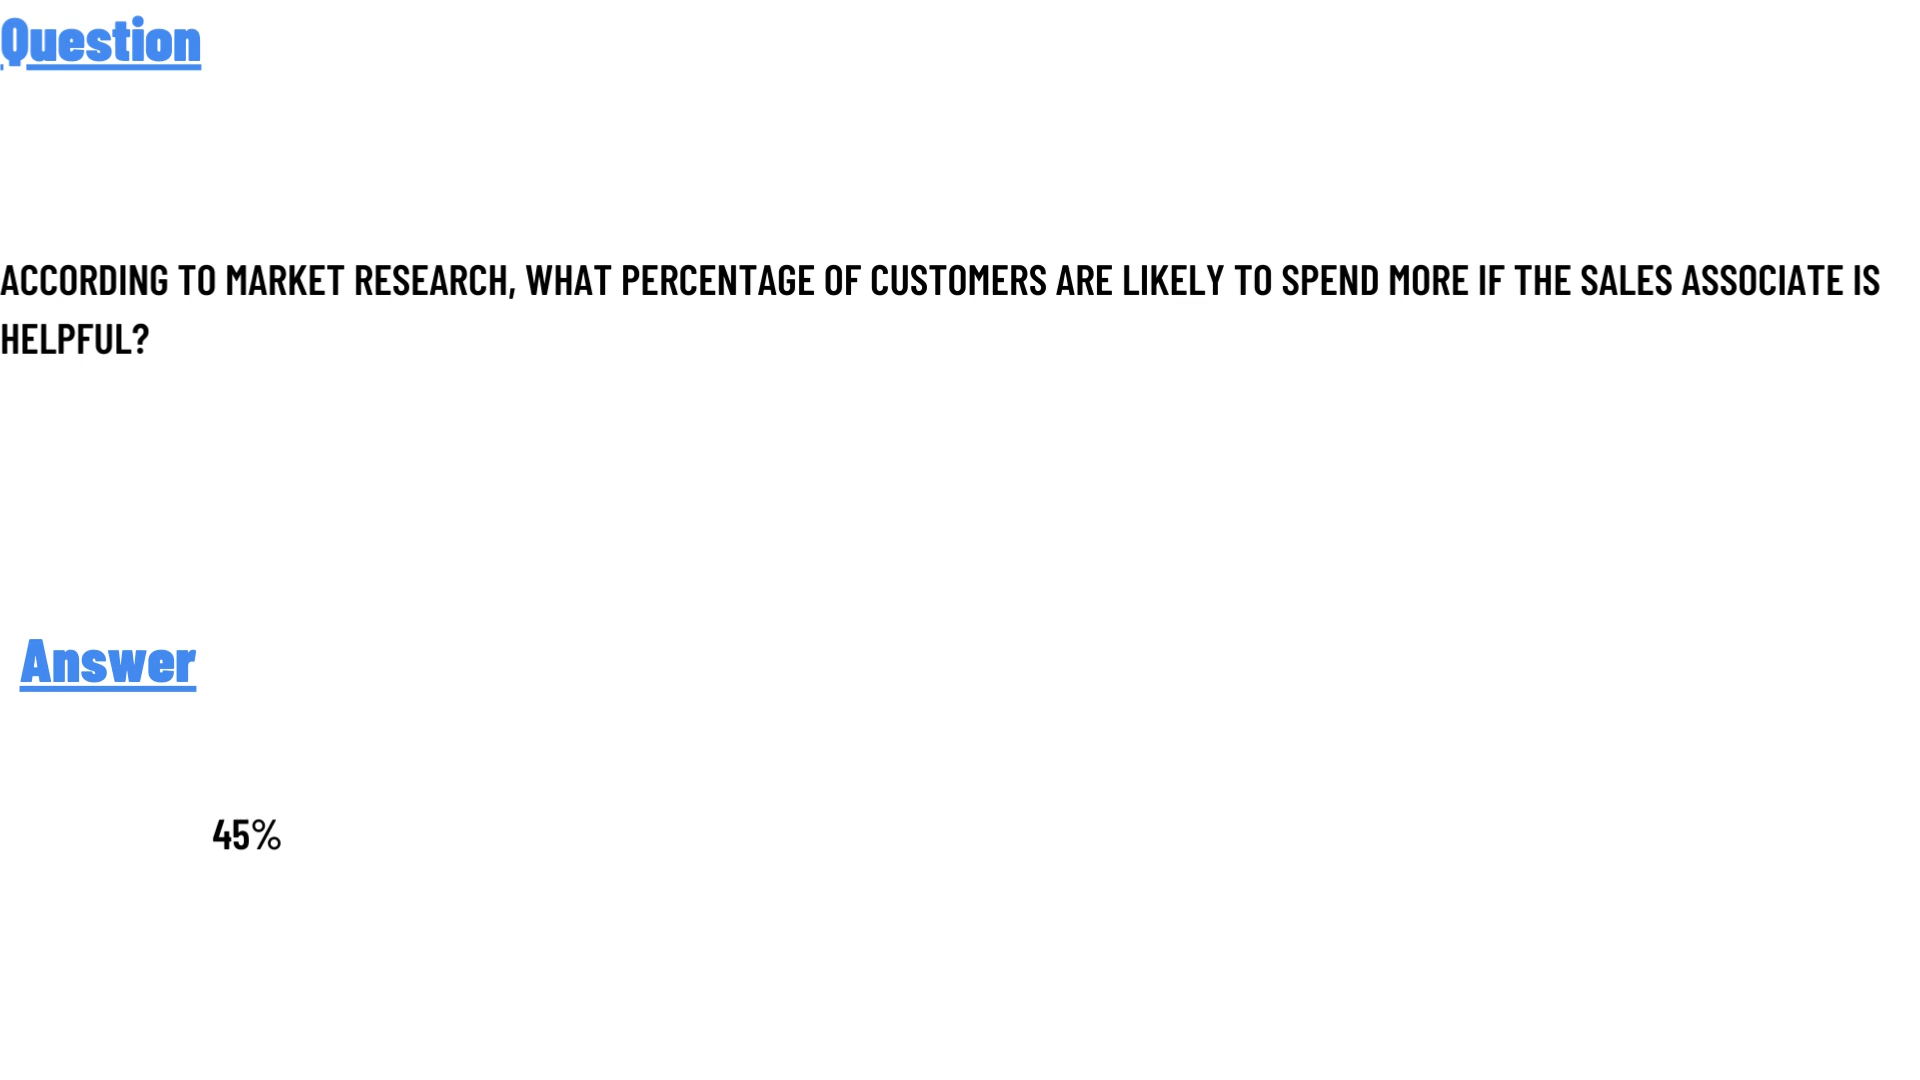 Question
ACCORDING TO MARKET RESEARCH, WHAT PERCENTAGE OF CUSTOMERS ARE LIKELY TO SPEND MORE IF THE SALES ASSOCIATE IS
HELPFUL?
Answer
45%